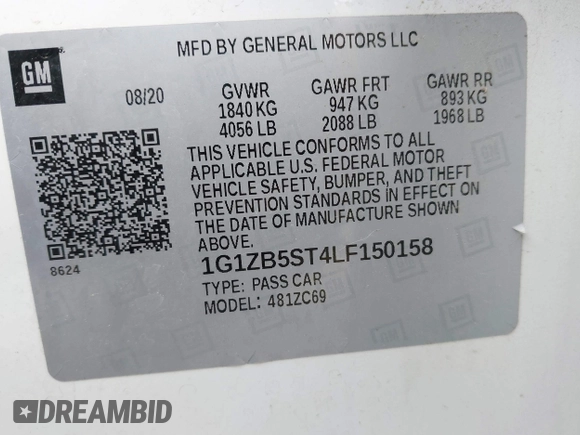 GM
MFD BY GENERAL MOTORS LLC
08/20
GVWR GAWR FRT GAWR RR
1840 KG 947 KG 893 KG
4056 LB 2088 LB 1968 LB
THIS VEHICLE CONFORMS TO ALL
APPLICABLE U.S. FEDERAL MOTOR
VEHICLE SAFETY, BUMPER, AND THEFT
PREVENTION STANDARDS IN EFFECT ON
THE DATE OF MANUFACTURE SHOWN
ABOVE.
8624
1G1ZB5ST4LF150158
TYPE: PASS CAR
MODEL: 481ZC69
DREAMBID